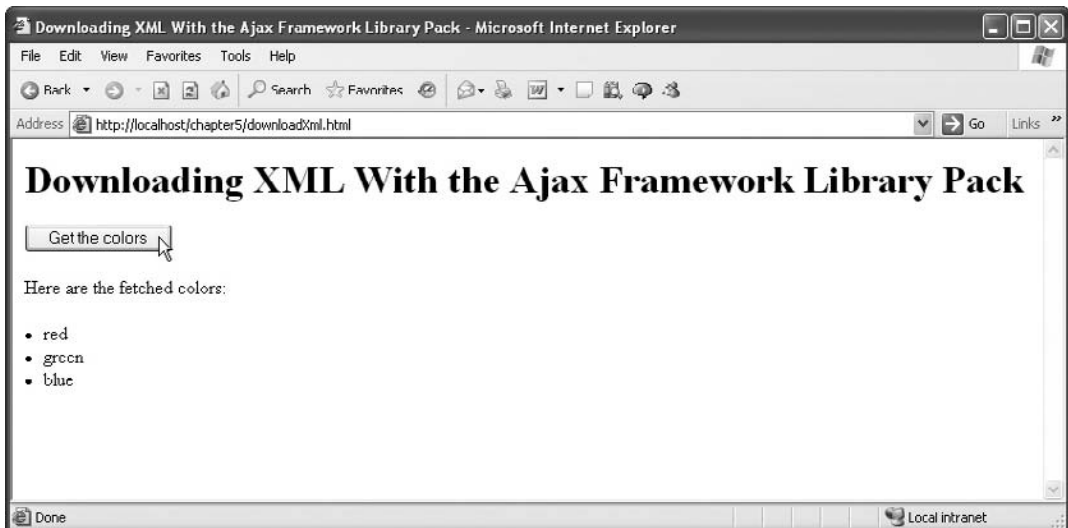 Downloading XML With the Ajax Framework Library Pack - Microsoft Internet Explorer
File Edit View Favorites Tools Help
Back Search Favorites
Address http://localhost/chapter5/downloadXml.html Go Links »
Downloading XML With the Ajax Framework Library Pack
Get the colors
Here are the fetched colors:
• red
• green
• blue
Done Local intranet